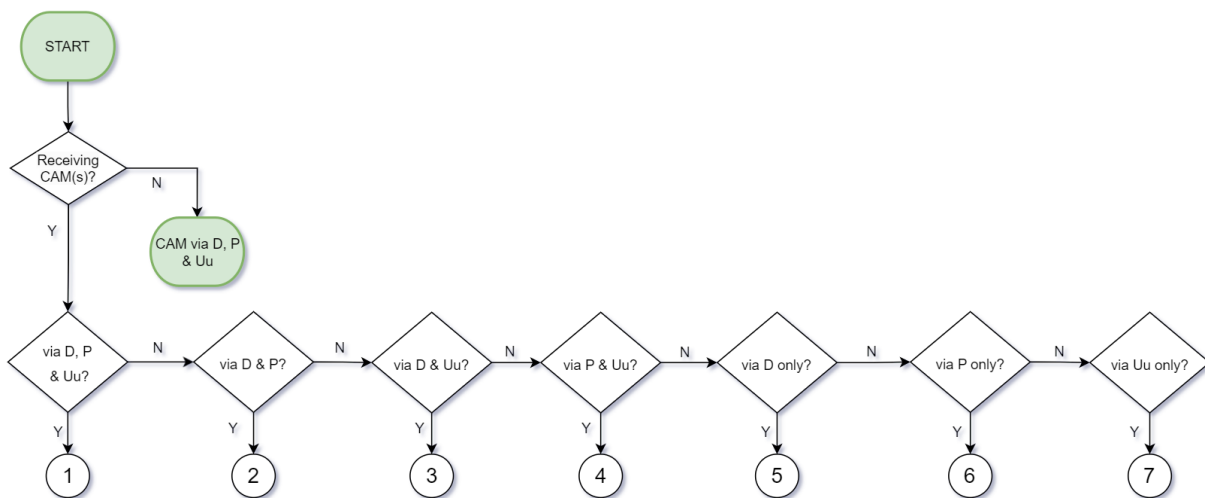 START
Receiving
CAM(s)?
N
Y
CAM via D, P
& Uu
via D, P
& Uu?
N
via D & P?
N
via D & Uu?
N
via P & Uu?
N
via D only?
N
via P only?
N
via Uu only?
Y
Y
Y
Y
Y
Y
Y
1
2
3
4
5
6
7